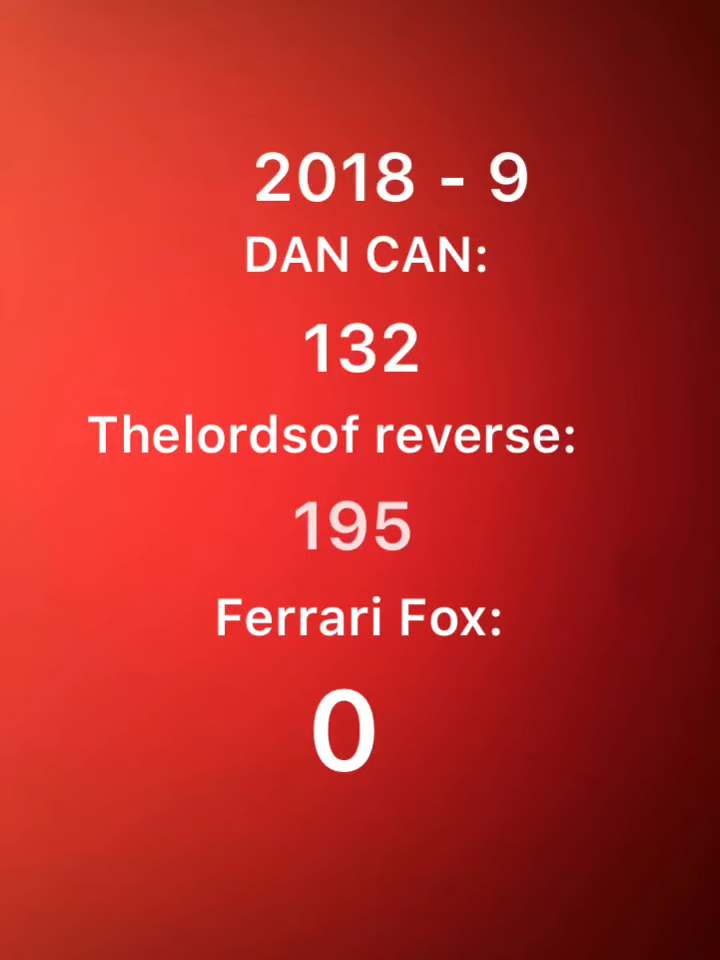 2018 - 9
DAN CAN:
132
Thelordsof reverse:
195
Ferrari Fox:
0